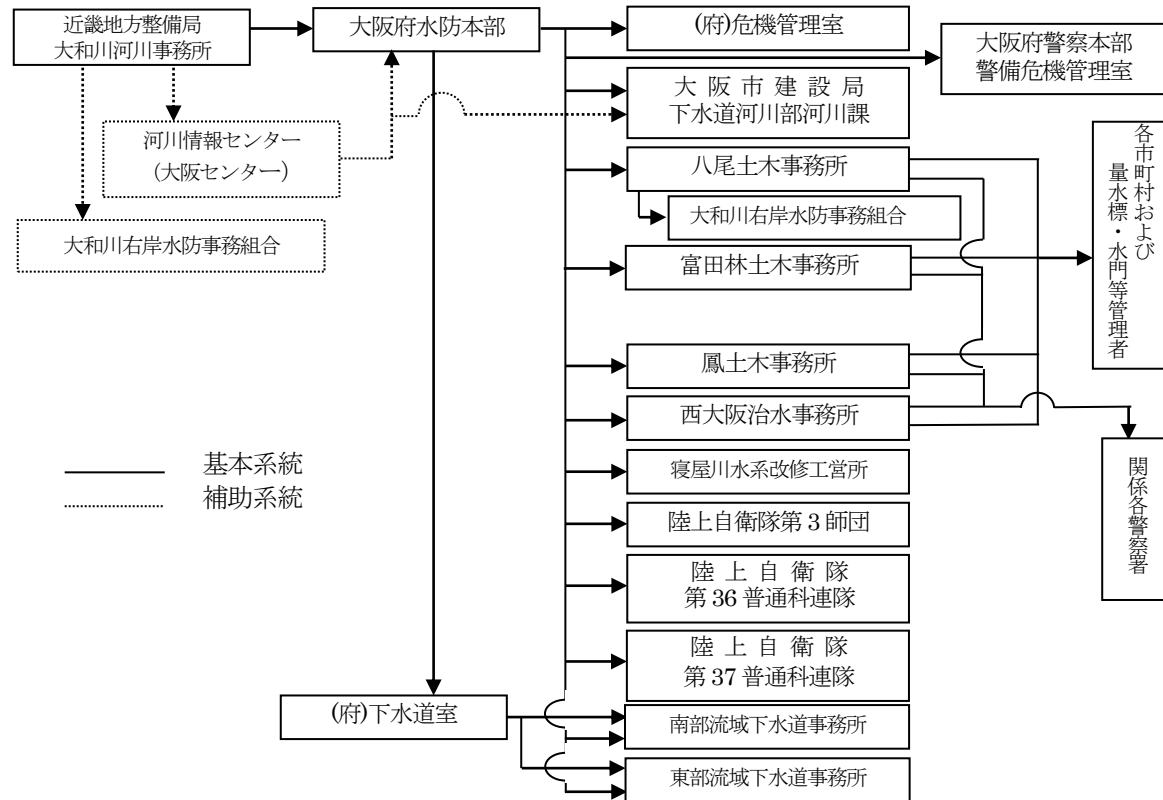 近畿地方整備局
大和川河川事務所
大阪府水防本部
(府)危機管理室
大阪府警察本部
警備危機管理室
大阪市建設局
下水道河川部河川課
河川情報センター
(大阪センター)
大和川右岸水防事務組合
八尾土木事務所
大和川右岸水防事務組合
富田林土木事務所
各市町村および
量水標・水門等管理者
鳳土木事務所
西大阪治水事務所
基本系統
補助系統
寝屋川水系改修工営所
陸上自衛隊第3師団
関係各警察署
陸上自衛隊
第36普通科連隊
陸上自衛隊
第37普通科連隊
(府)下水道室
南部流域下水道事務所
東部流域下水道事務所